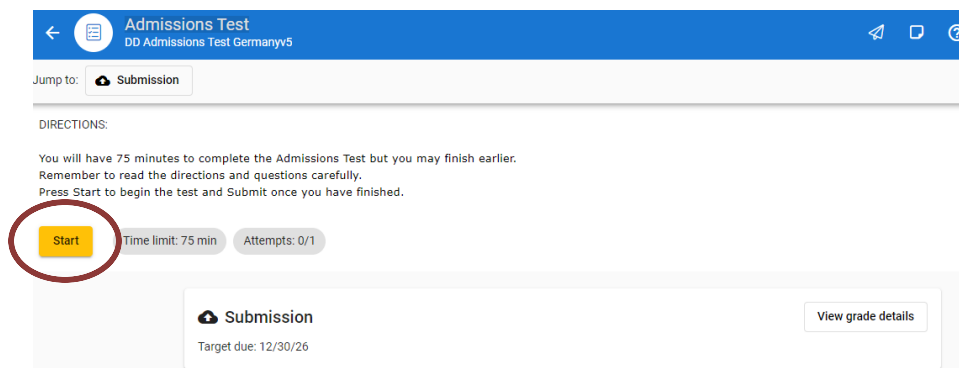 Admissions Test
DD Admissions Test Germanyv5
Jump to: Submission
DIRECTIONS:
You will have 75 minutes to complete the Admissions Test but you may finish earlier.
Remember to read the directions and questions carefully.
Press Start to begin the test and Submit once you have finished.
Start Time limit: 75 min Attempts: 0/1
Submission View grade details
Target due: 12/30/26